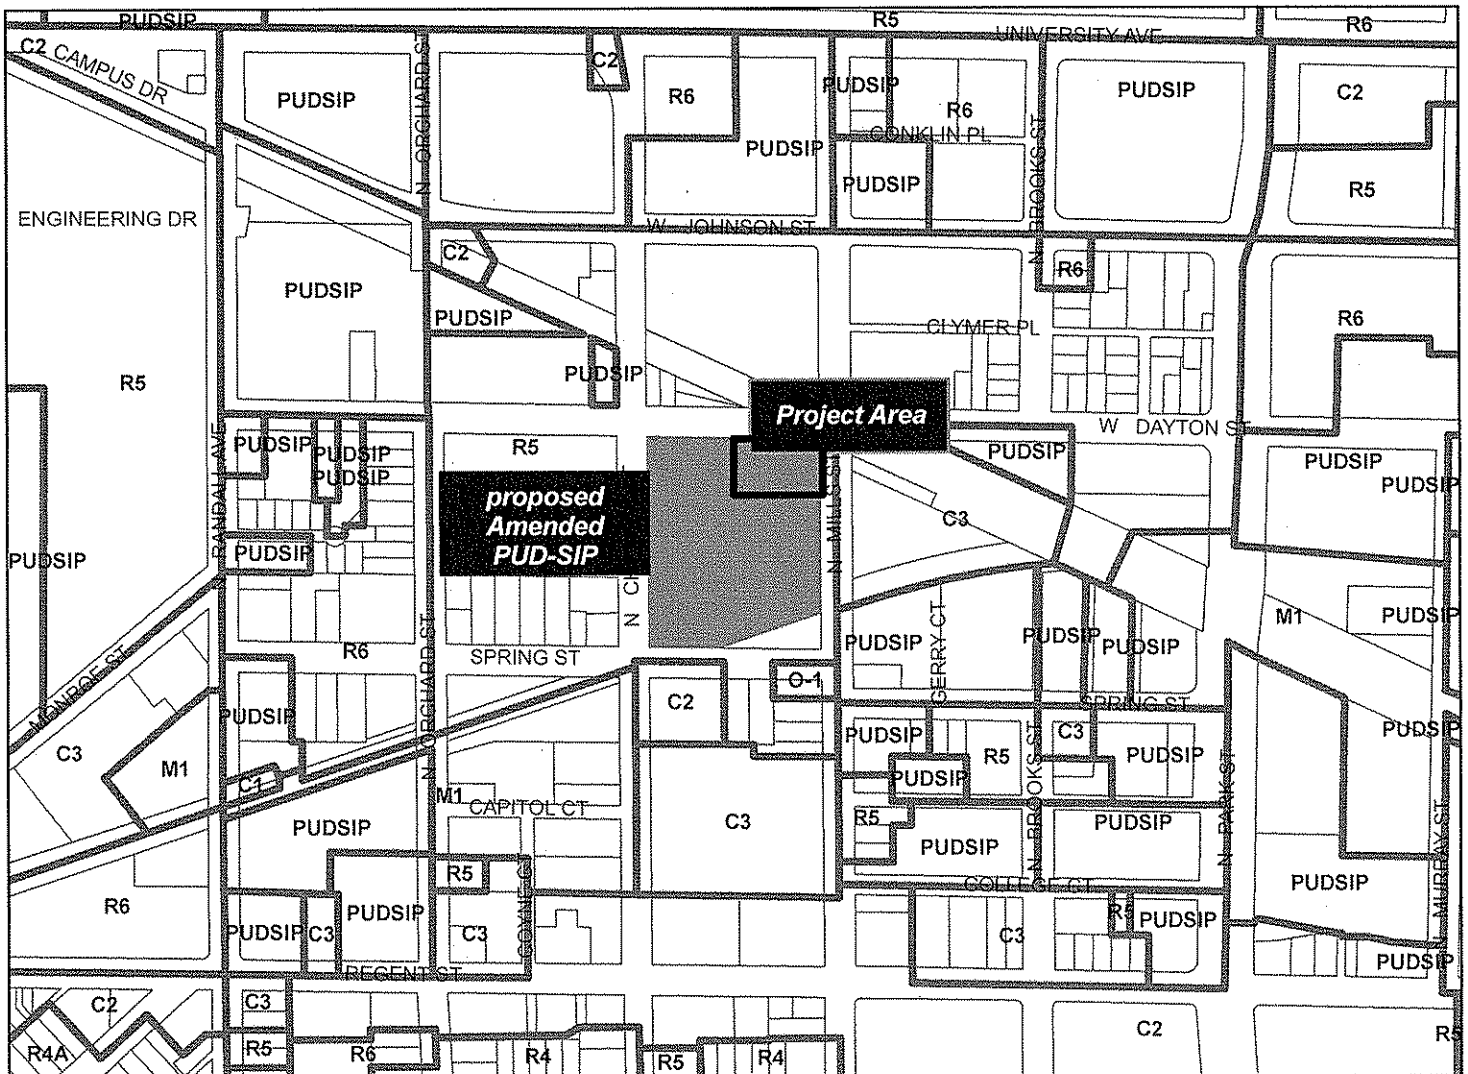 PUDSIP
R5
R6
UNIVERSITY AVE
C2
CAMPUS DR
PUDSIP
N ORCHARD ST
C2
R6
PUDSIP
R6
PUDSIP
C2
CONKLIN PL
PUDSIP
PUDSIP
N BROOKS ST
R5
ENGINEERING DR
W JOHNSON ST
C2
R6
PUDSIP
PUDSIP
CLYMER PL
R6
R5
PUDSIP
Project Area
W DAYTON ST
RANDALL AVE
PUDSIP
PUDSIP
PUDSIP
R5
PUDSIP
PUDSIP
PUDSIP
proposed
Amended
PUD-SIP
N CH
N MILLS S
C3
PUDSIP
PUDSIP
M1
PUDSIP
PUDSIP
GERRY CT
PUDSIP
PUDSIP
N ORCHARD ST
R6
SPRING ST
MONROE ST
O-1
C2
SPRING ST
PUDSIP
PUDSIP
C3
M1
PUDSIP
R5
C3
PUDSIP
N BROOKS ST
N PARK ST
C1
PUDSIP
M1
CAPITOL CT
C3
R5
PUDSIP
PUDSIP
PUDSIP
N MURRAY ST
R5
COLLEGE CT
PUDSIP
R6
PUDSIP
C3
PUDSIP
C3
COYNE CT
C3
R5
PUDSIP
REGENT ST
PUDSIP
C2
C3
C2
R4A
R5
R6
R4
R5
R4
R5